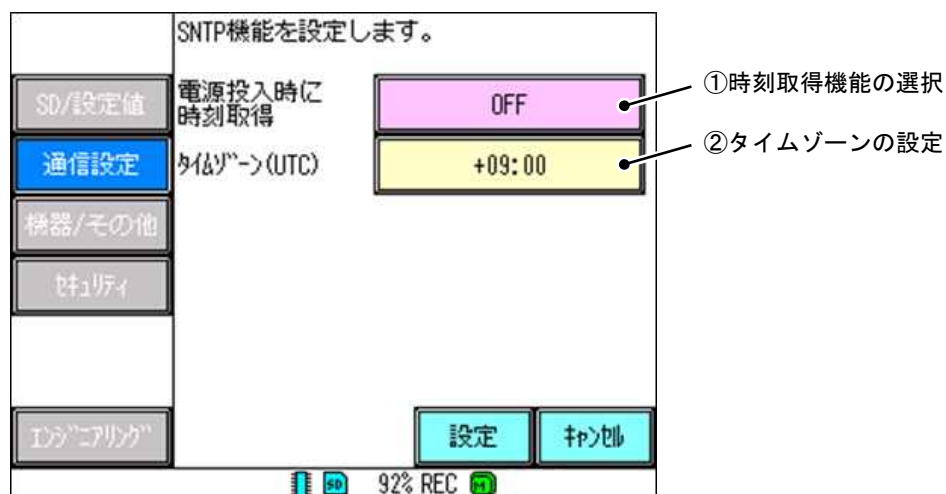 SNTP機能を設定します。
SD/設定値
電源投入時に
時刻取得
OFF
①時刻取得機能の選択
通信設定
ﾀｲﾑｿﾞｰﾝ(UTC)
+09:00
②タイムゾーンの設定
機器/その他
ｾｷｭﾘﾃｨ
ｴﾝｼﾞﾆｱﾘﾝｸﾞ
設定
ｷｬﾝｾﾙ
SD
92% REC
M